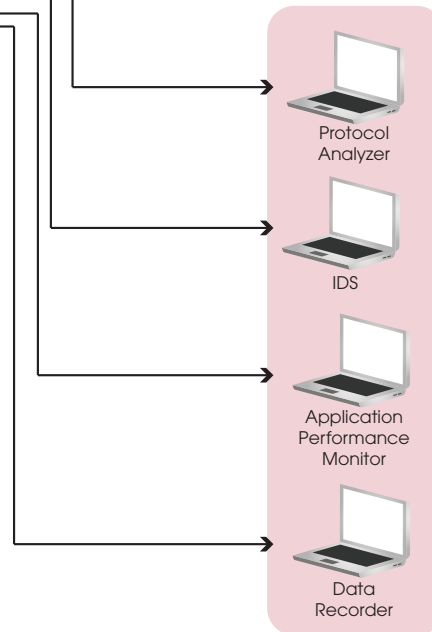 Protocol
Analyzer
IDS
Application
Performance
Monitor
Data
Recorder